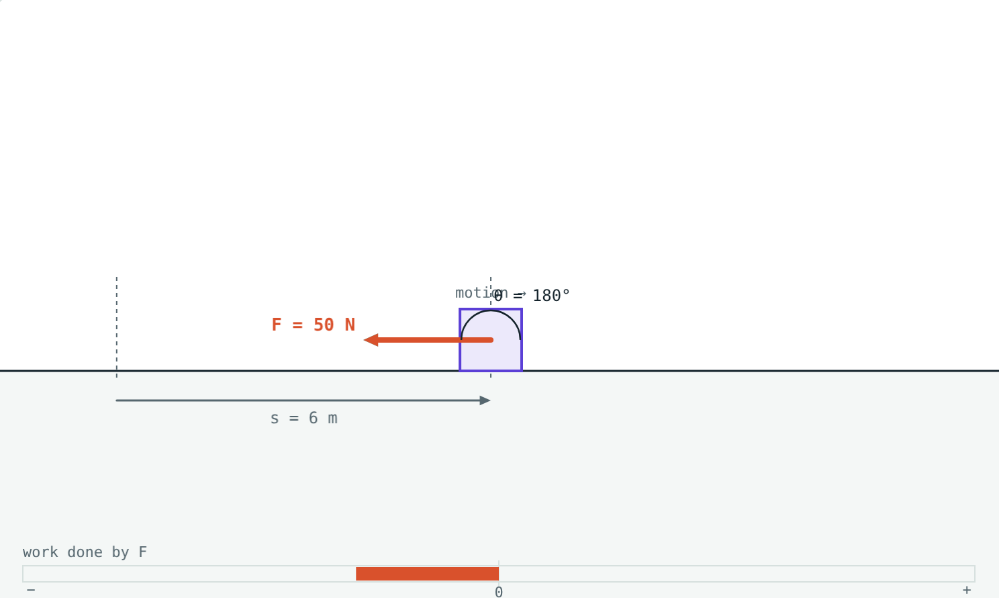 motion →
θ = 180°
F = 50 N
s = 6 m
work done by F
−
0
+